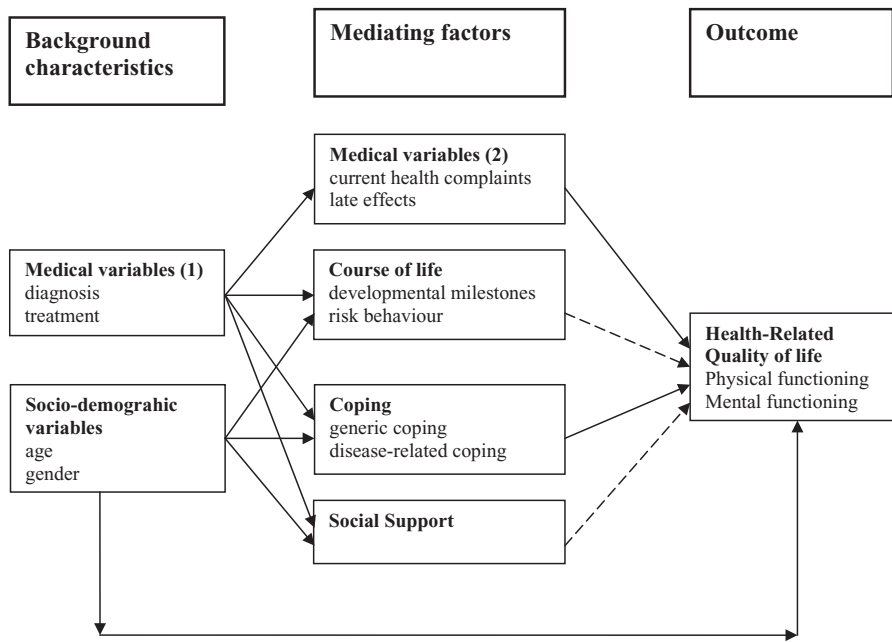 Background
characteristics
Mediating factors
Outcome
Medical variables (1)
diagnosis
treatment
Socio-demograhic
variables
age
gender
Medical variables (2)
current health complaints
late effects
Course of life
developmental milestones
risk behaviour
Coping
generic coping
disease-related coping
Social Support
Health-Related
Quality of life
Physical functioning
Mental functioning